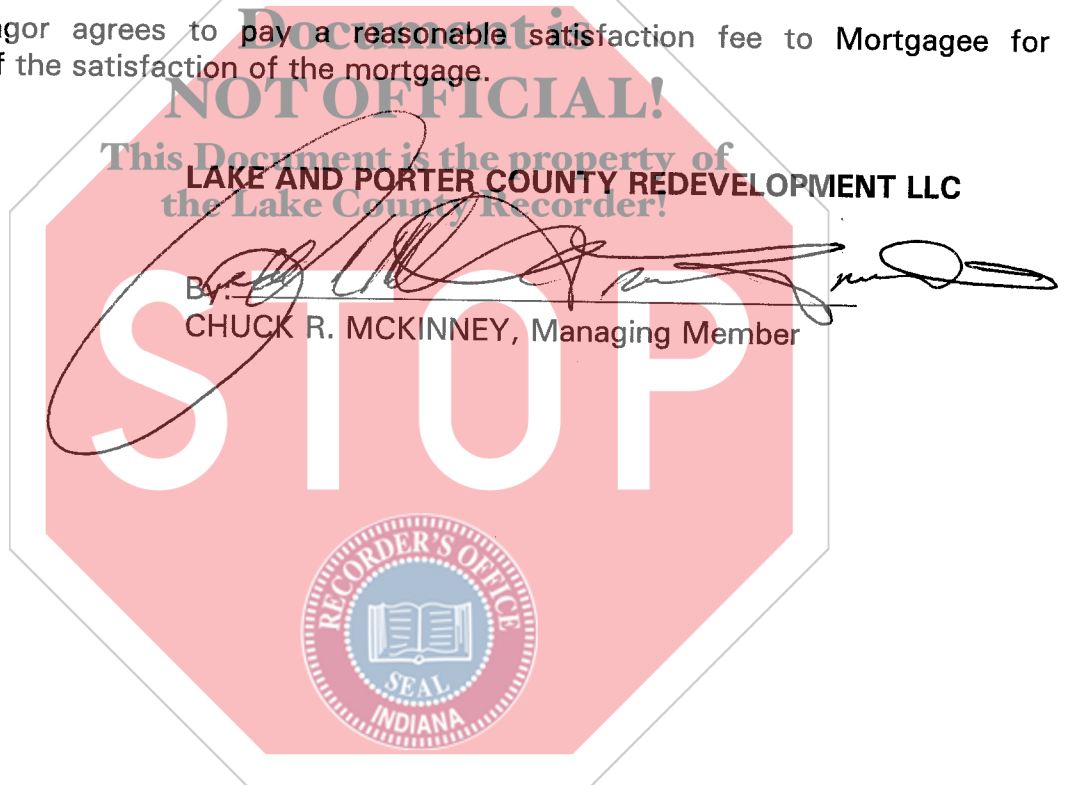 gor agrees to pay a reasonable satisfaction fee to Mortgagee for
the satisfaction of the mortgage.
Document is
NOT OFFICIAL!
This Document is the property of
the Lake County Recorder!
LAKE AND PORTER COUNTY REDEVELOPMENT LLC
By:
CHUCK R. MCKINNEY, Managing Member
STOP
RECORDER'S OFFICE
SEAL
INDIANA